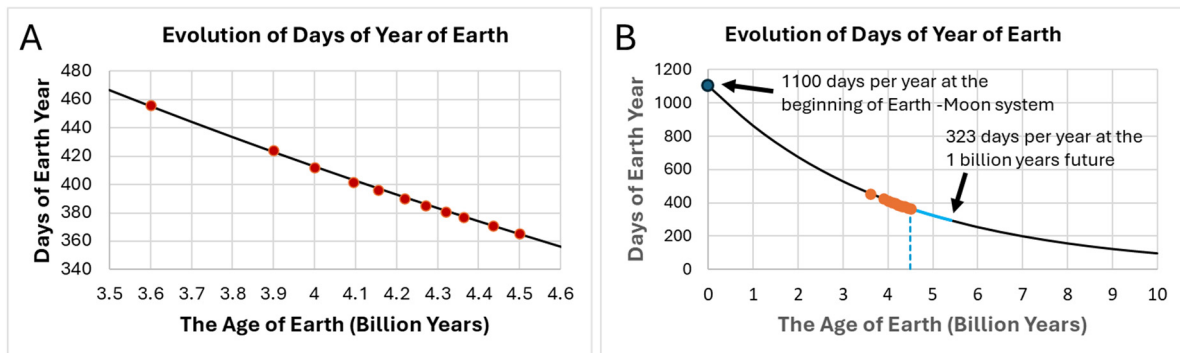 A
Evolution of Days of Year of Earth
Days of Earth Year
480
460
440
420
400
380
360
340
3.5 3.6 3.7 3.8 3.9 4 4.1 4.2 4.3 4.4 4.5 4.6
The Age of Earth (Billion Years)
B
Evolution of Days of Year of Earth
Days of Earth Year
1200
1000
800
600
400
200
0
1100 days per year at the
beginning of Earth -Moon system
323 days per year at the
1 billion years future
0 1 2 3 4 5 6 7 8 9 10
The Age of Earth (Billion Years)